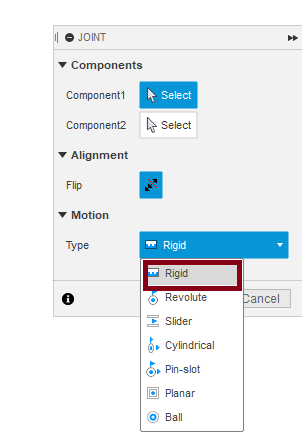 JOINT
Components
Component1 Select
Component2 Select
Alignment
Flip
Motion
Type Rigid
Rigid
Cancel
Revolute
Slider
Cylindrical
Pin-slot
Planar
Ball